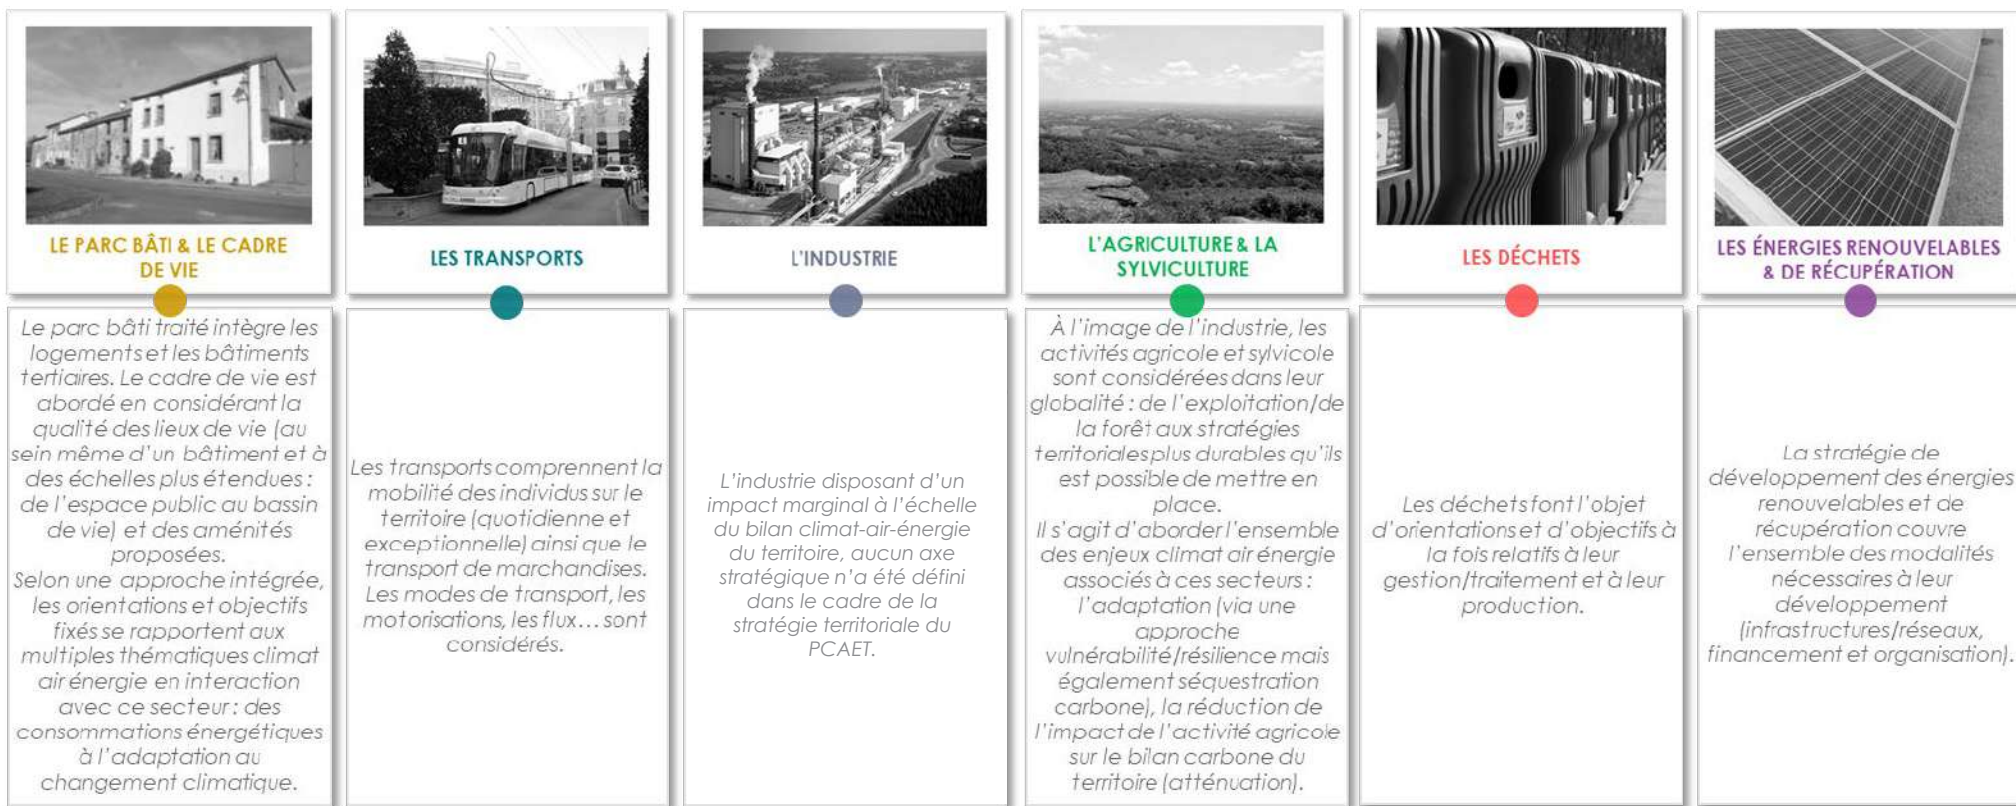 LE PARC BÂTI & LE CADRE
DE VIE
Le parc bâti traité intègre les
logements et les bâtiments
tertiaires. Le cadre de vie est
abordé en considérant la
qualité des lieux de vie (au
sein même d'un bâtiment et à
des échelles plus étendues :
de l'espace public au bassin
de vie) et des aménités
proposées.
Selon une approche intégrée,
les orientations et objectifs
fixés se rapportent aux
multiples thématiques climat
air énergie en interaction
avec ce secteur : des
consommations énergétiques
à l'adaptation au
changement climatique.
LES TRANSPORTS
Les transports comprennent la
mobilité des individus sur le
territoire (quotidienne et
exceptionnelle) ainsi que le
transport de marchandises.
Les modes de transport, les
motorisations, les flux... sont
considérés.
L'INDUSTRIE
L'industrie disposant d'un
impact marginal à l'échelle
du bilan climat-air-énergie
du territoire, aucun axe
stratégique n'a été défini
dans le cadre de la
stratégie territoriale du
PCAET.
L'AGRICULTURE & LA
SYLVICULTURE
À l'image de l'industrie, les
activités agricole et sylvicole
sont considérées dans leur
globalité : de l'exploitation/de
la forêt aux stratégies
territoriales plus durables qu'ils
est possible de mettre en
place.
Il s'agit d'aborder l'ensemble
des enjeux climat air énergie
associés à ces secteurs :
l'adaptation (via une
approche
vulnérabilité/résilience mais
également séquestration
carbone), la réduction de
l'impact de l'activité agricole
sur le bilan carbone du
territoire (atténuation).
LES DÉCHETS
Les déchets font l'objet
d'orientations et d'objectifs à
la fois relatifs à leur
gestion/traitement et à leur
production.
LES ÉNERGIES RENOUVELABLES
& DE RÉCUPÉRATION
La stratégie de
développement des énergies
renouvelables et de
récupération couvre
l'ensemble des modalités
nécessaires à leur
développement
(infrastructures/réseaux,
financement et organisation).